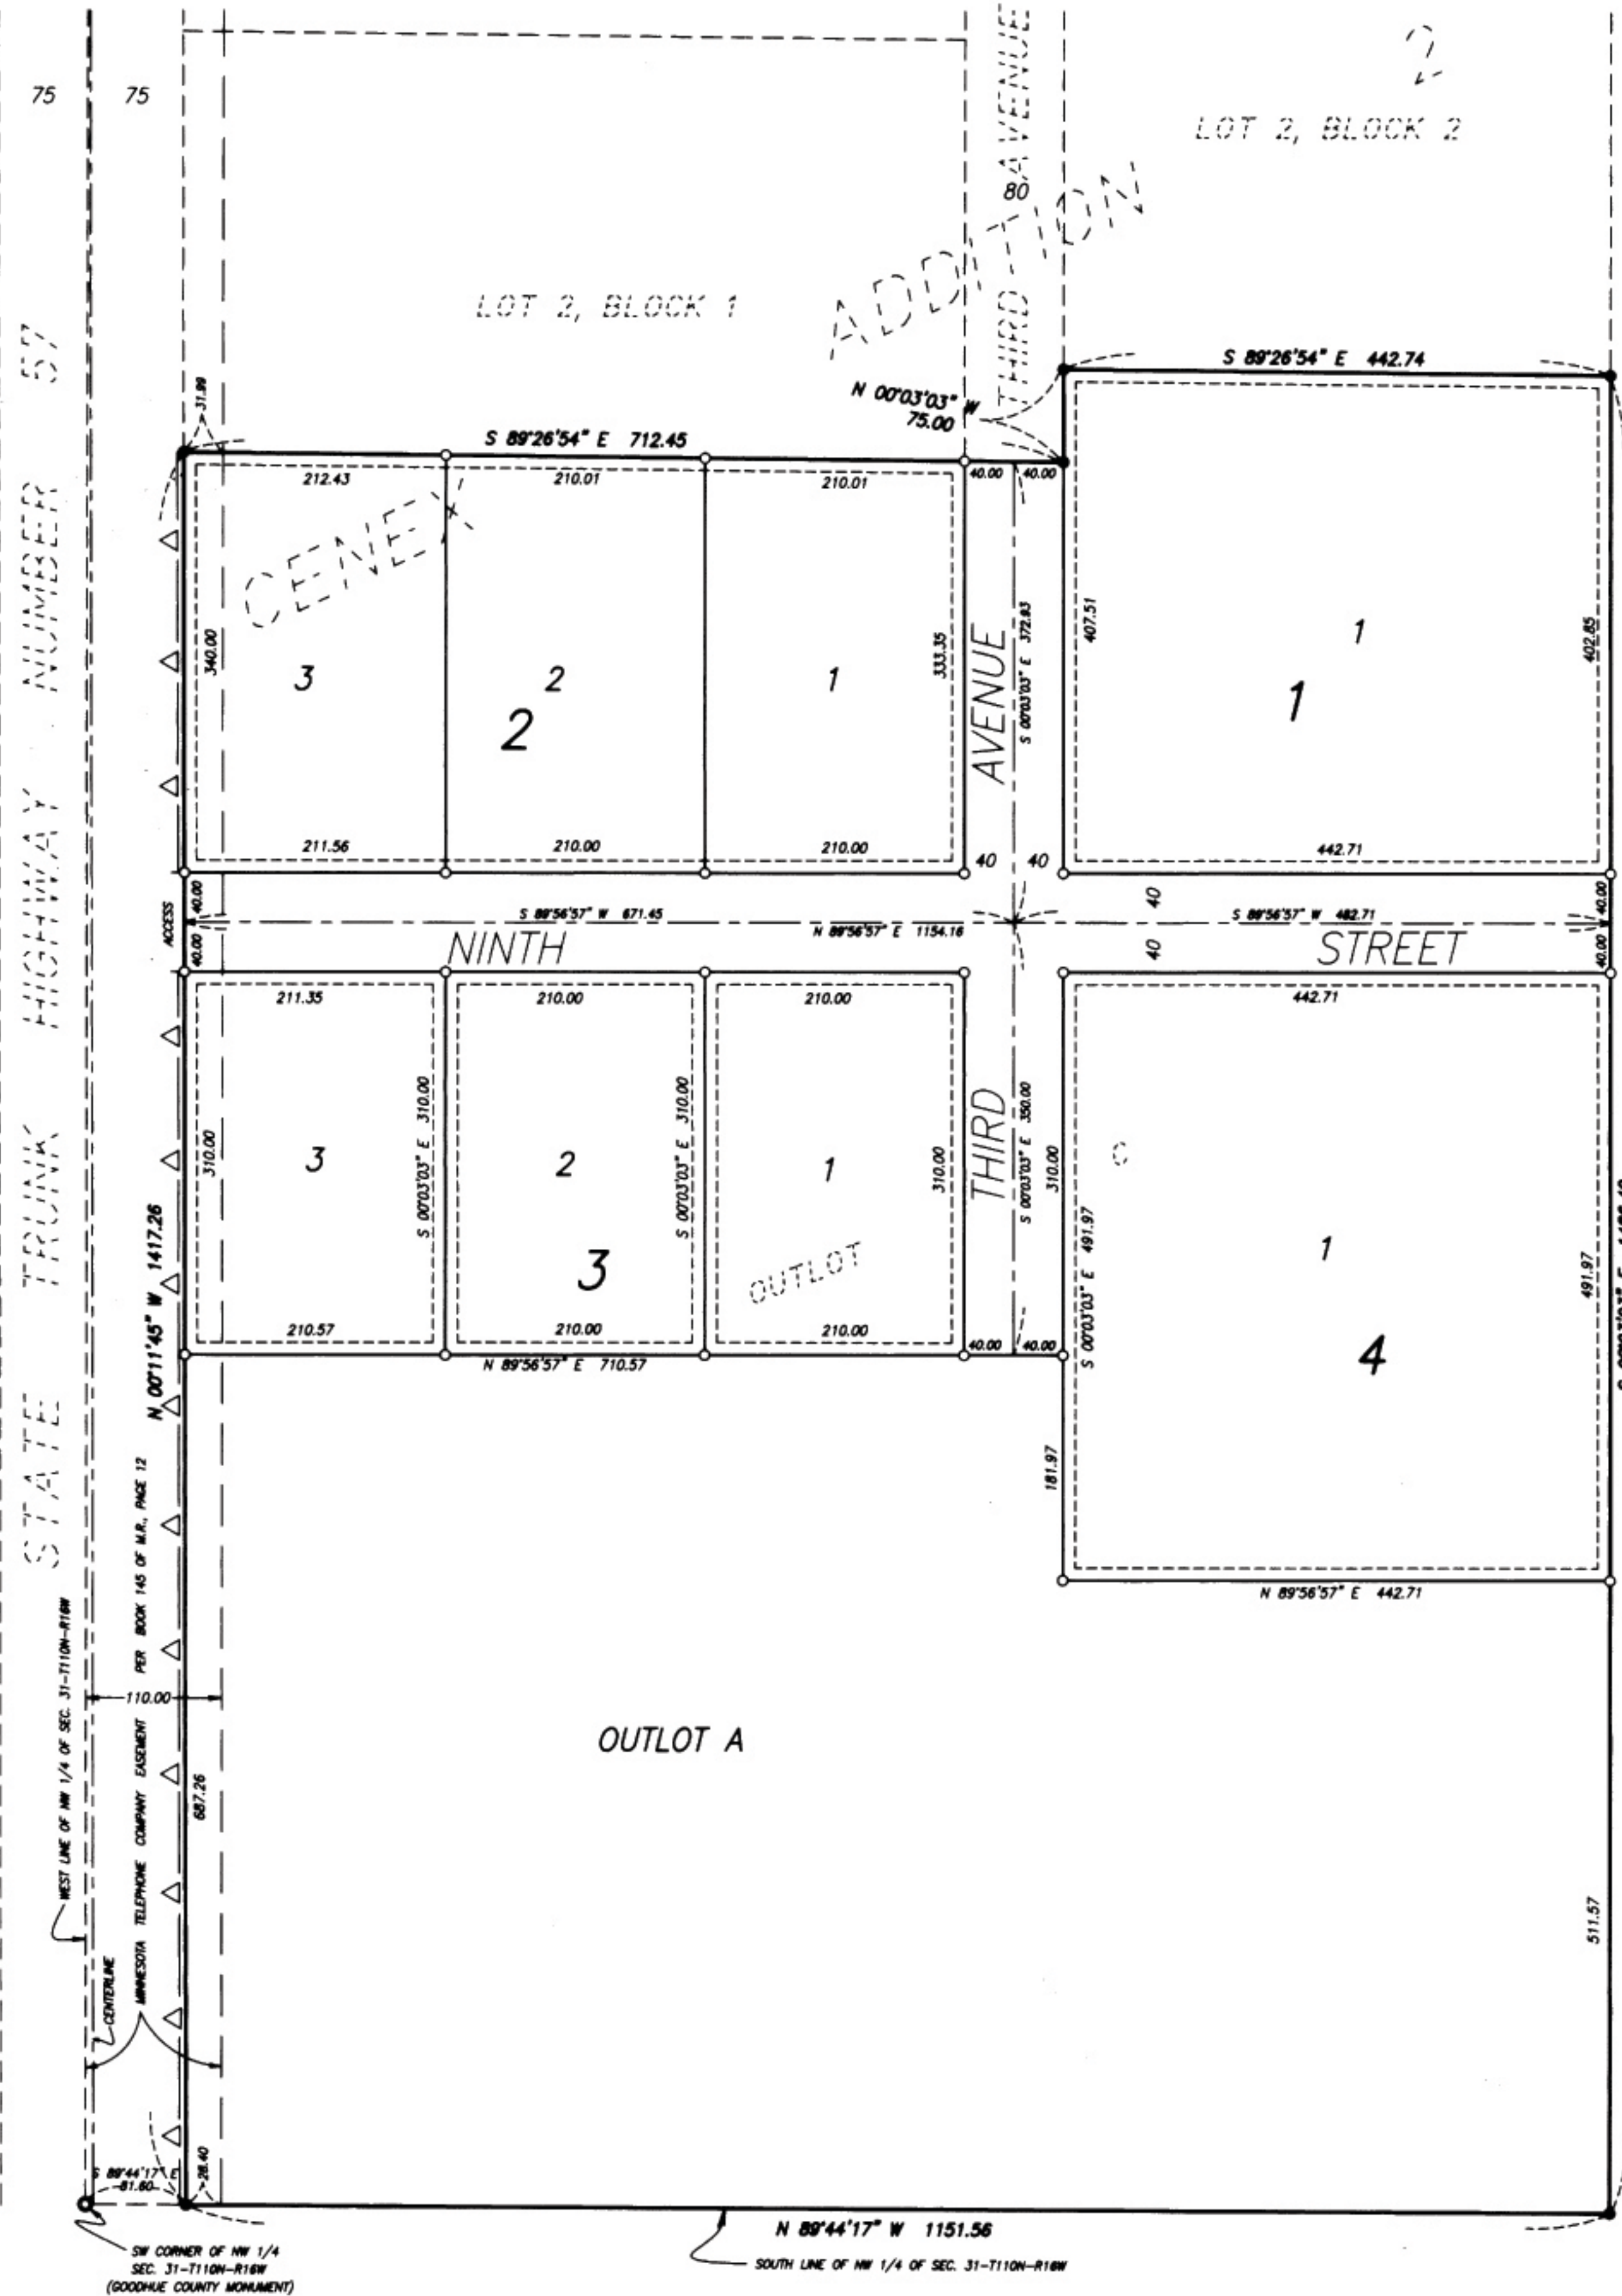 75
75
2
LOT 2, BLOCK 2
THIRD AVENUE
80
ADDITION
LOT 2, BLOCK 1
S 89°26'54" E 442.74
N 00°03'03" W
75.00
31.99
S 89°26'54" E 712.45
212.43
210.01
210.01
40.00
40.00
CENEX
340.00
3
2
2
1
333.35
AVENUE
S 00°03'03" E 372.93
407.51
1
1
402.85
211.56
210.00
210.00
40
40
442.71
ACCESS
40.00
40.00
S 89°56'57" W 671.45
N 89°56'57" E 1154.16
40
40
S 89°56'57" W 482.71
40.00
40.00
NINTH
STREET
211.35
210.00
210.00
442.71
310.00
3
S 00°03'03" E 310.00
2
S 00°03'03" E 310.00
1
310.00
THIRD
S 00°03'03" E 350.00
310.00
3
OUTLOT
C
S 00°03'03" E 491.97
1
4
491.97
210.57
210.00
210.00
40.00
40.00
N 89°56'57" E 710.57
181.97
N 89°56'57" E 442.71
STATE TRUNK HIGHWAY NUMBER 57
N 00°11'45" W 1417.26
WEST LINE OF NW 1/4 OF SEC. 31-T110N-R16W
MINNESOTA TELEPHONE COMPANY EASEMENT PER BOOK 145 OF M.R., PAGE 12
CENTERLINE
110.00
687.26
OUTLOT A
511.57
S 89°44'17" E
81.60
28.40
N 89°44'17" W 1151.56
SOUTH LINE OF NW 1/4 OF SEC. 31-T110N-R16W
SW CORNER OF NW 1/4
SEC. 31-T110N-R16W
(GOODHUE COUNTY MONUMENT)